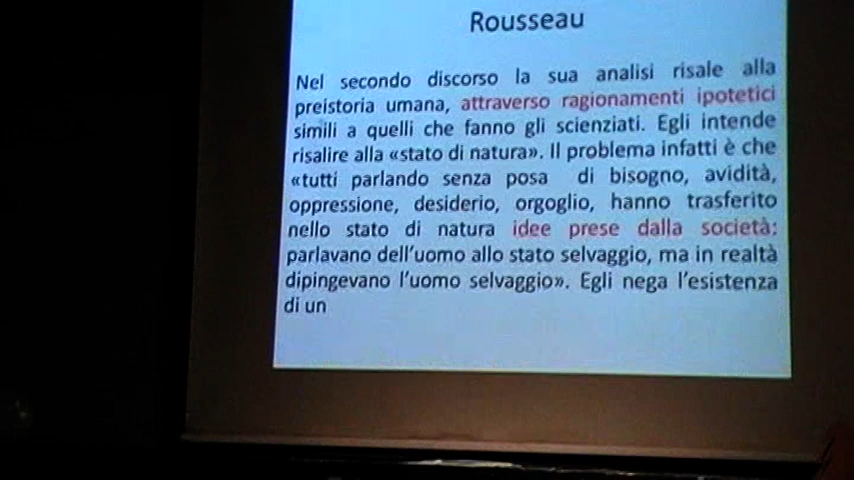 Rousseau
Nel secondo discorso la sua analisi risale alla
preistoria umana, attraverso ragionamenti ipotetici
simili a quelli che fanno gli scienziati. Egli intende
risalire alla «stato di natura». Il problema infatti è che
«tutti parlando senza posa di bisogno, avidità,
oppressione, desiderio, orgoglio, hanno trasferito
nello stato di natura idee prese dalla società:
parlavano dell'uomo allo stato selvaggio, ma in realtà
dipingevano l'uomo selvaggio». Egli nega l'esistenza
di un